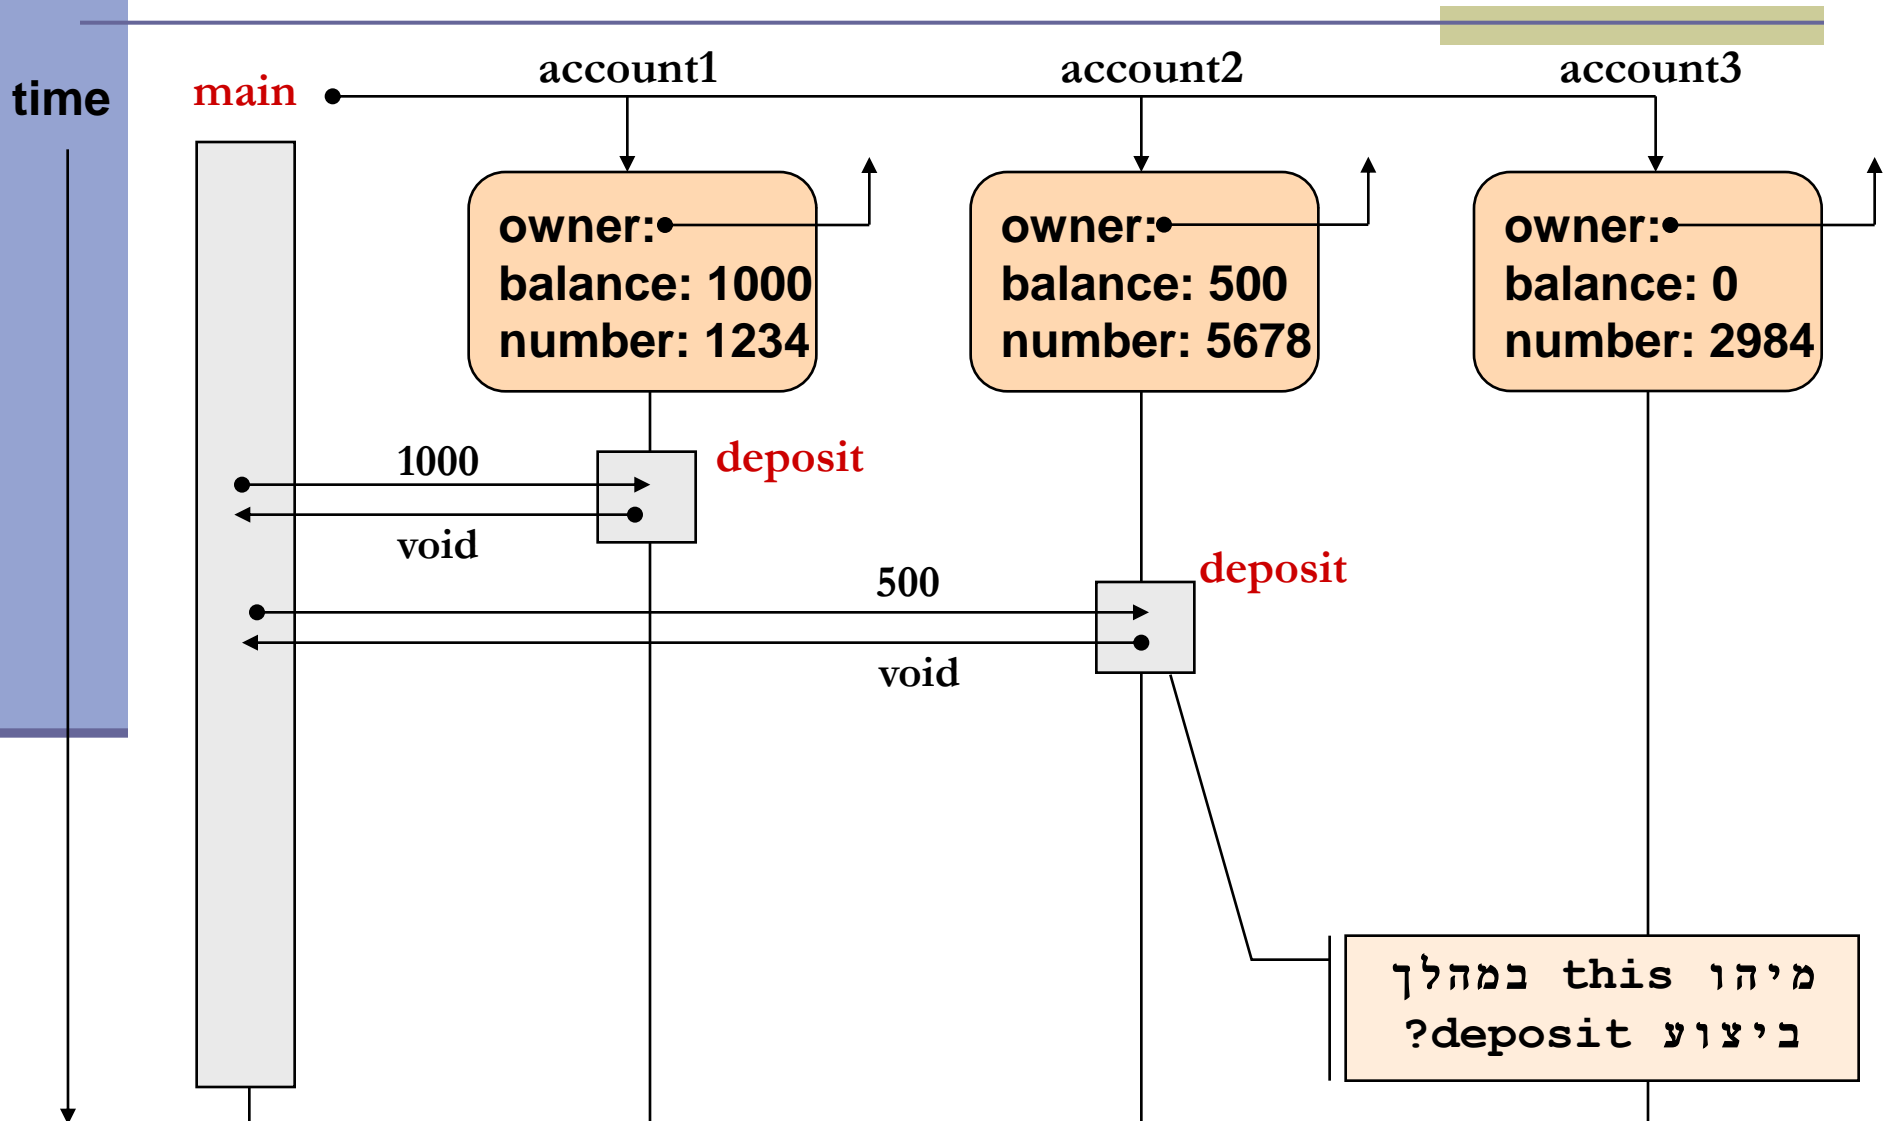 time
main
account1
account2
account3
owner:
balance: 1000
number: 1234
owner:
balance: 500
number: 5678
owner:
balance: 0
number: 2984
1000
deposit
void
500
deposit
void
מיהו this במהלך
ביצוע deposit?